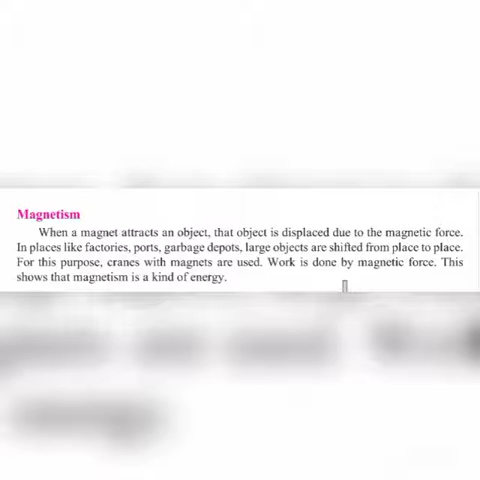 Magnetism
When a magnet attracts an object, that object is displaced due to the magnetic force.
In places like factories, ports, garbage depots, large objects are shifted from place to place.
For this purpose, cranes with magnets are used. Work is done by magnetic force. This
shows that magnetism is a kind of energy.